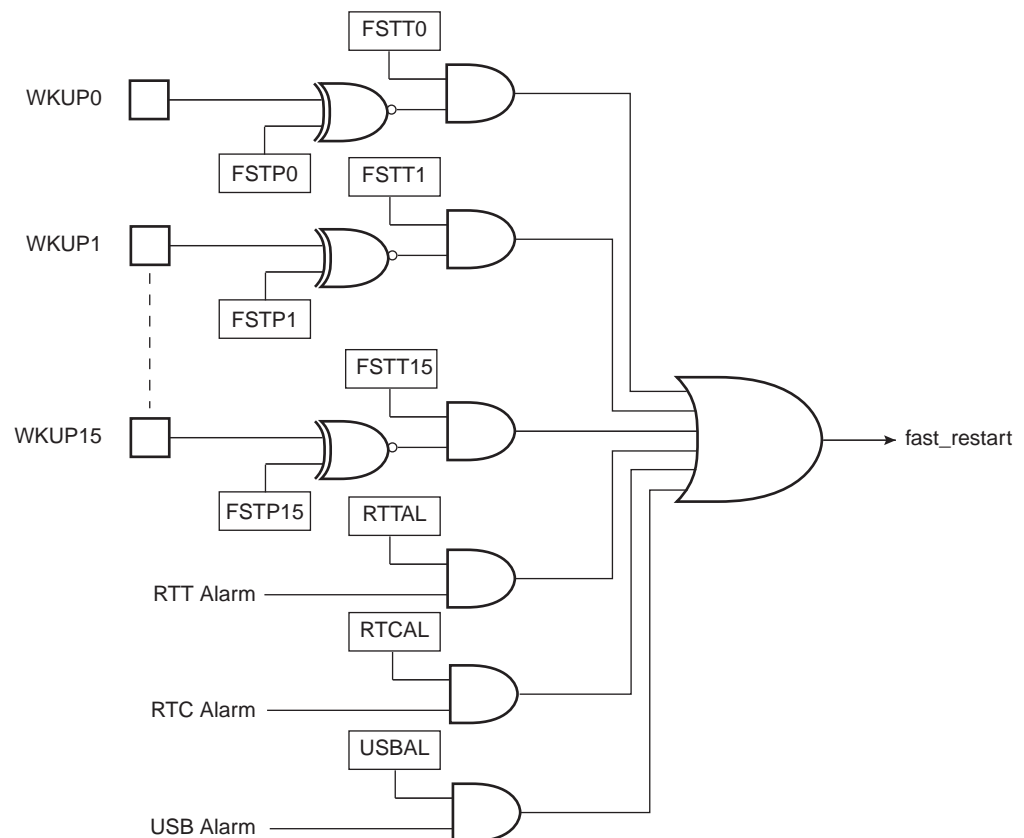 FSTT0
WKUP0
FSTP0
FSTT1
WKUP1
FSTP1
FSTT15
WKUP15
fast_restart
FSTP15
RTTAL
RTT Alarm
RTCAL
RTC Alarm
USBAL
USB Alarm